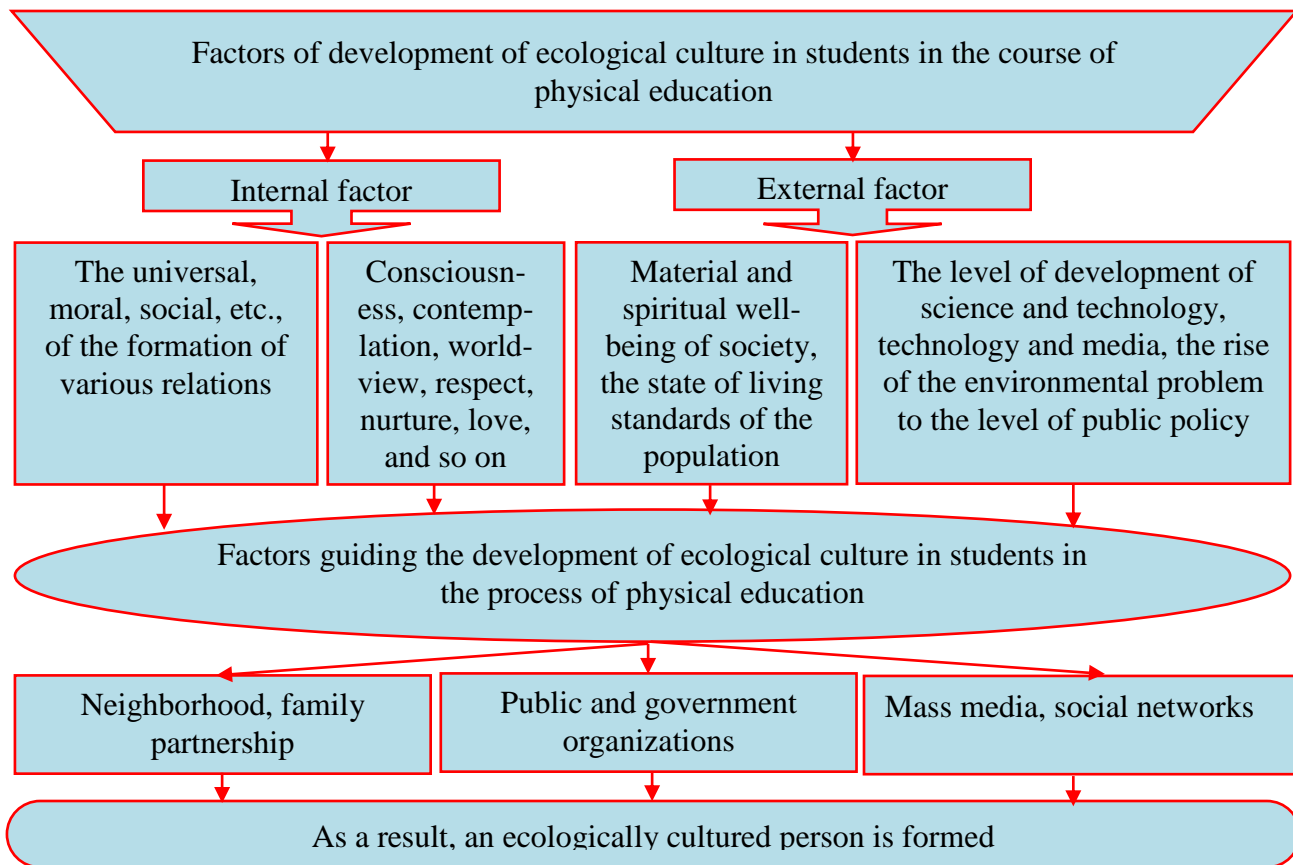 Factors of development of ecological culture in students in the course of
physical education
Internal factor
External factor
The universal,
moral, social, etc.,
of the formation of
various relations
Consciousn-
ess, contemp-
lation, world-
view, respect,
nurture, love,
and so on
Material and
spiritual well-
being of society,
the state of living
standards of the
population
The level of development of
science and technology,
technology and media, the rise
of the environmental problem
to the level of public policy
Factors guiding the development of ecological culture in students in
the process of physical education
Neighborhood, family
partnership
Public and government
organizations
Mass media, social networks
As a result, an ecologically cultured person is formed